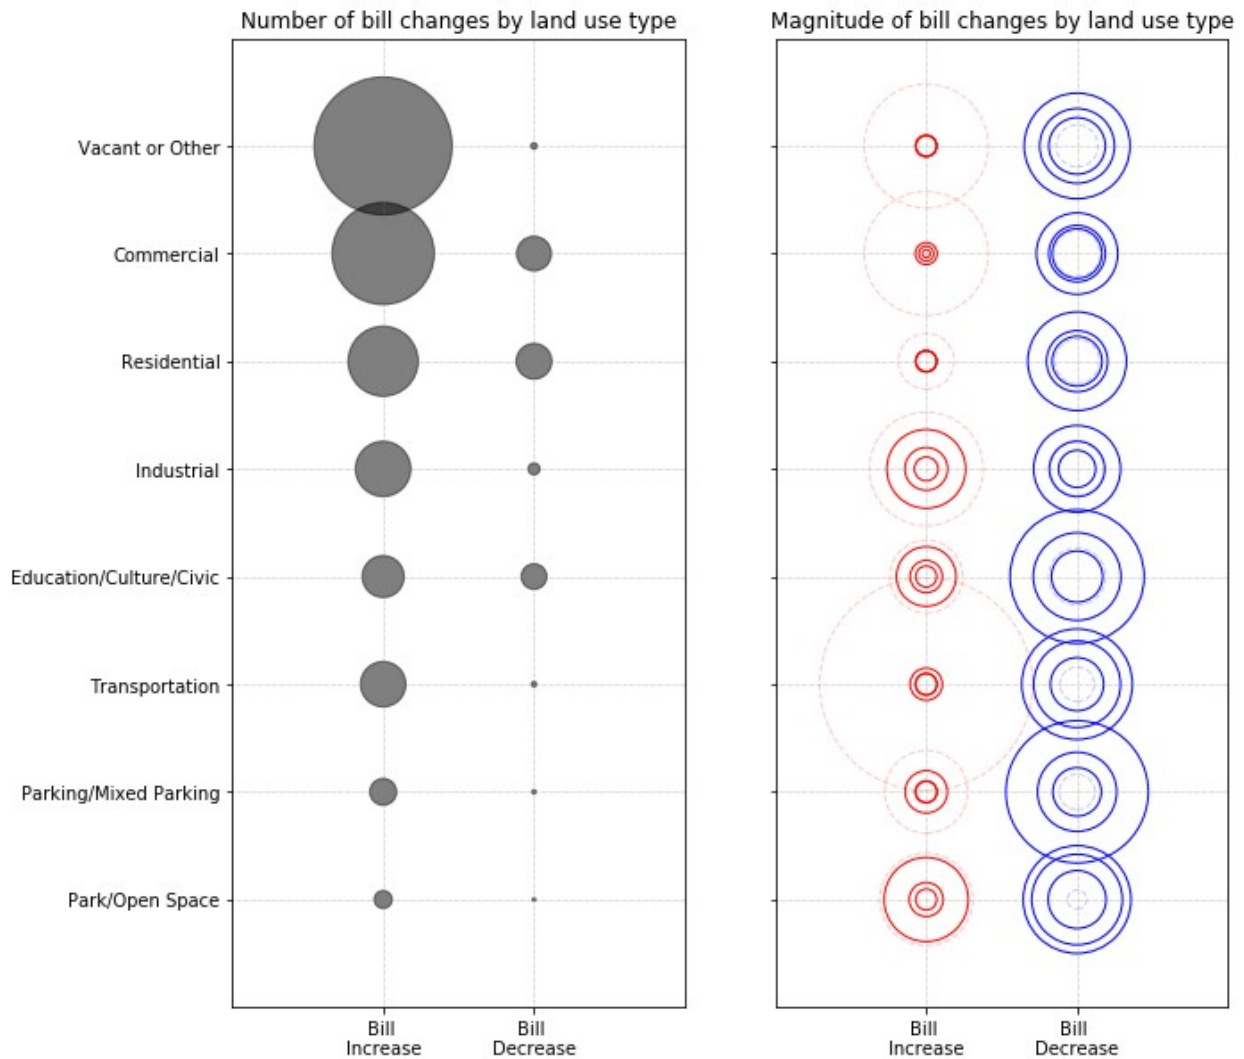 Number of bill changes by land use type
Magnitude of bill changes by land use type
Vacant or Other
Commercial
Residential
Industrial
Education/Culture/Civic
Transportation
Parking/Mixed Parking
Park/Open Space
Bill
Increase
Bill
Decrease
Bill
Increase
Bill
Decrease